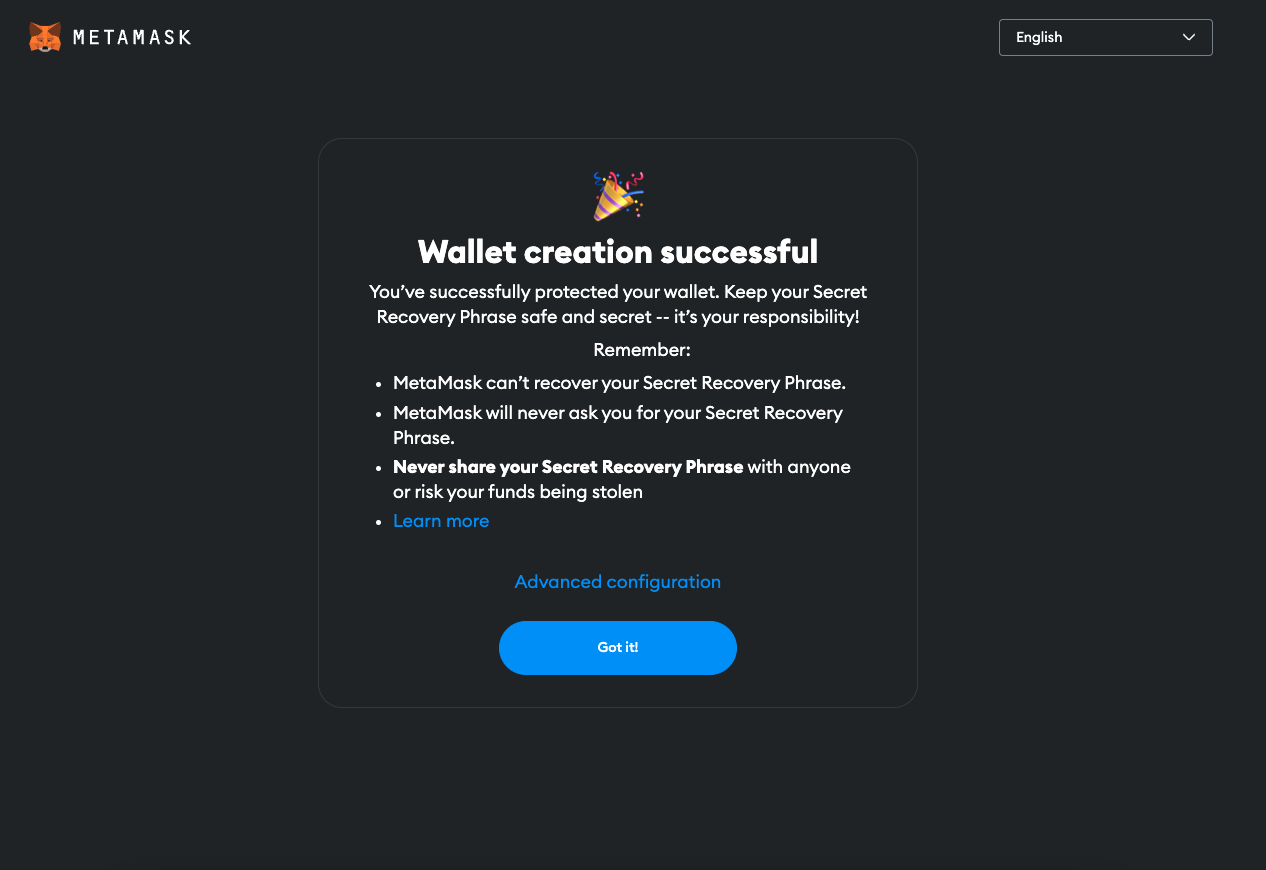 METAMASK
English
Wallet creation successful
You’ve successfully protected your wallet. Keep your Secret
Recovery Phrase safe and secret -- it’s your responsibility!
Remember:
• MetaMask can’t recover your Secret Recovery Phrase.
• MetaMask will never ask you for your Secret Recovery
Phrase.
• Never share your Secret Recovery Phrase with anyone
or risk your funds being stolen
• Learn more
Advanced configuration
Got it!